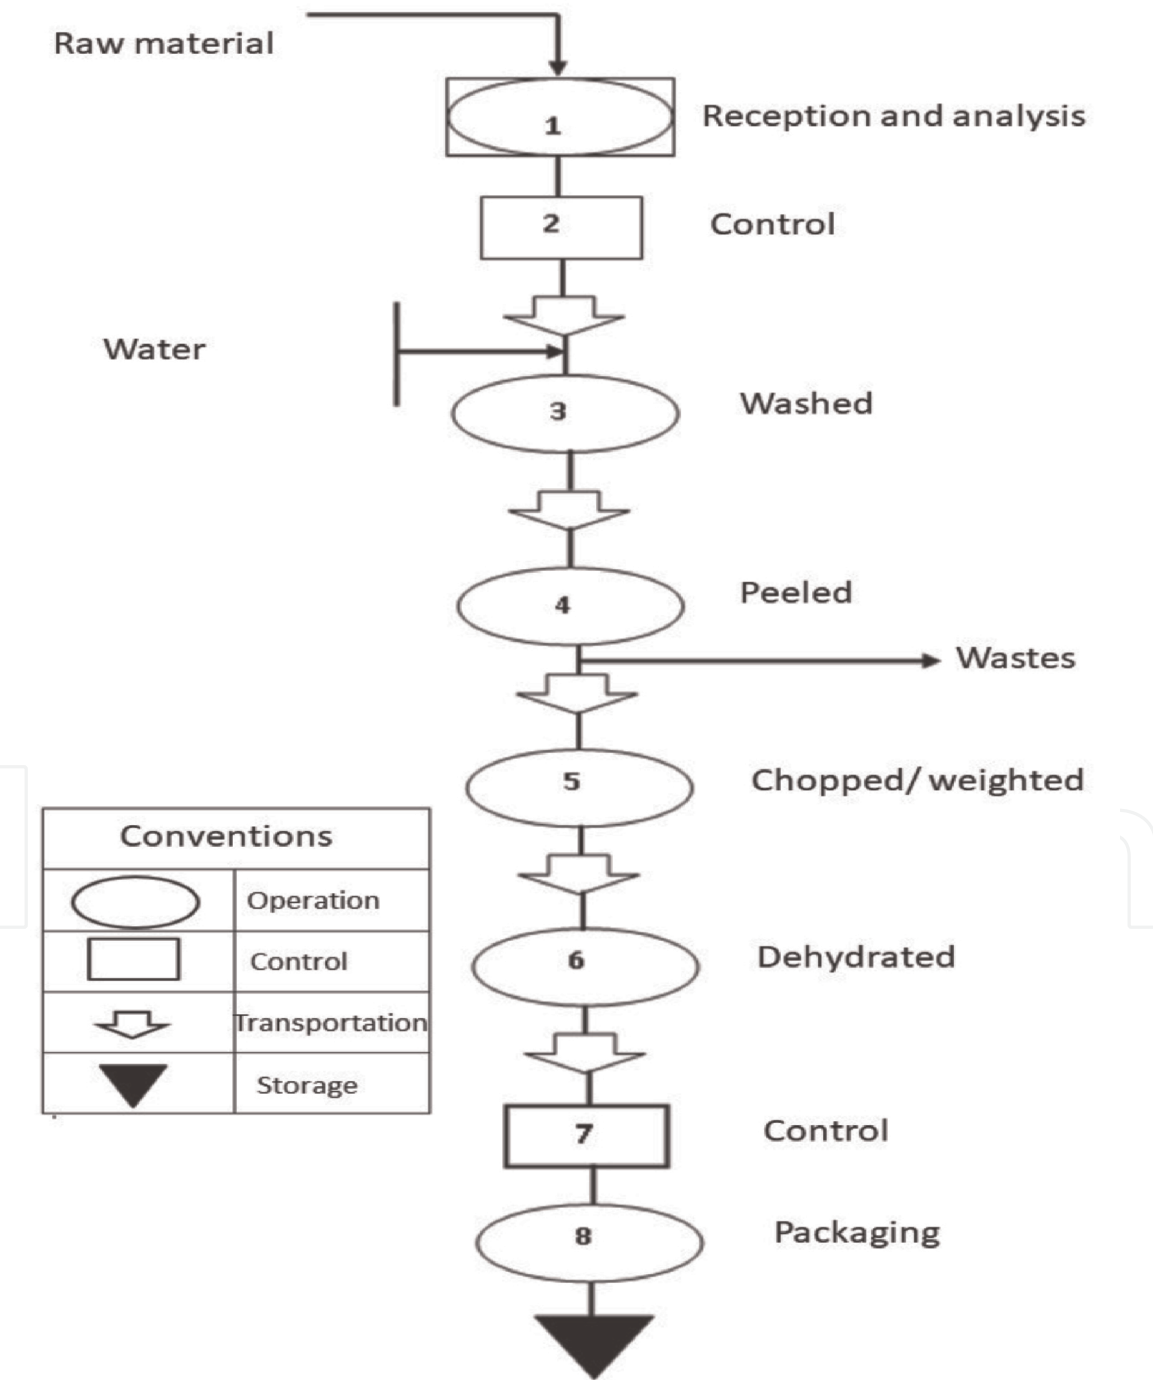 Raw material
1
Reception and analysis
2
Control
Water
3
Washed
4
Peeled
Wastes
5
Chopped/ weighted
Conventions
Operation
Control
Transportation
Storage
6
Dehydrated
7
Control
8
Packaging